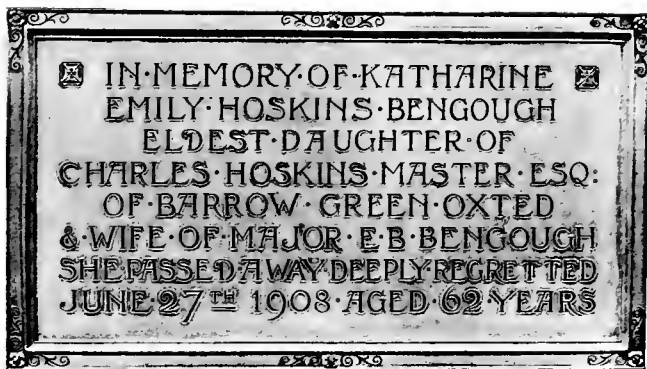 IN·MEMORY·OF·KATHARINE
EMILY·HOSKINS·BENGOUGH
ELDEST·DAUGHTER·OF
CHARLES·HOSKINS·MASTER·ESQ:
OF·BARROW·GREEN·OXTED
&·WIFE·OF·MAJOR·E·B·BENGOUGH
SHE·PASSED·AWAY·DEEPLY·REGRETTED
JUNE·27TH 1908·AGED·62·YEARS